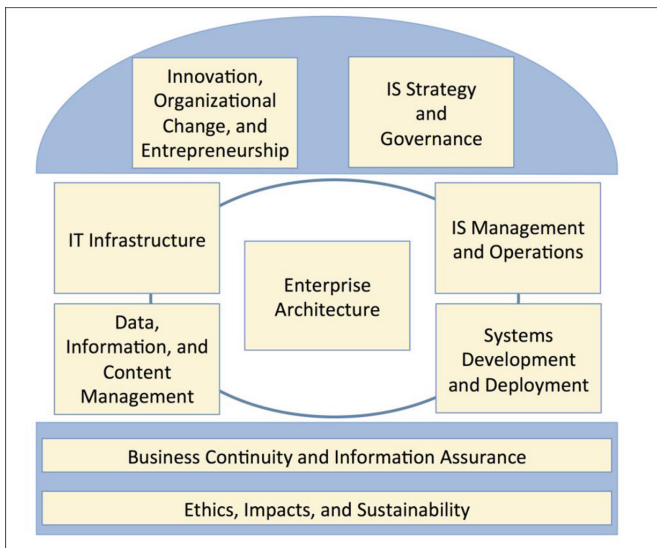 Innovation,
Organizational
Change, and
Entrepreneurship
IS Strategy
and
Governance
IT Infrastructure
IS Management
and Operations
Enterprise
Architecture
Data,
Information, and
Content
Management
Systems
Development
and Deployment
Business Continuity and Information Assurance
Ethics, Impacts, and Sustainability